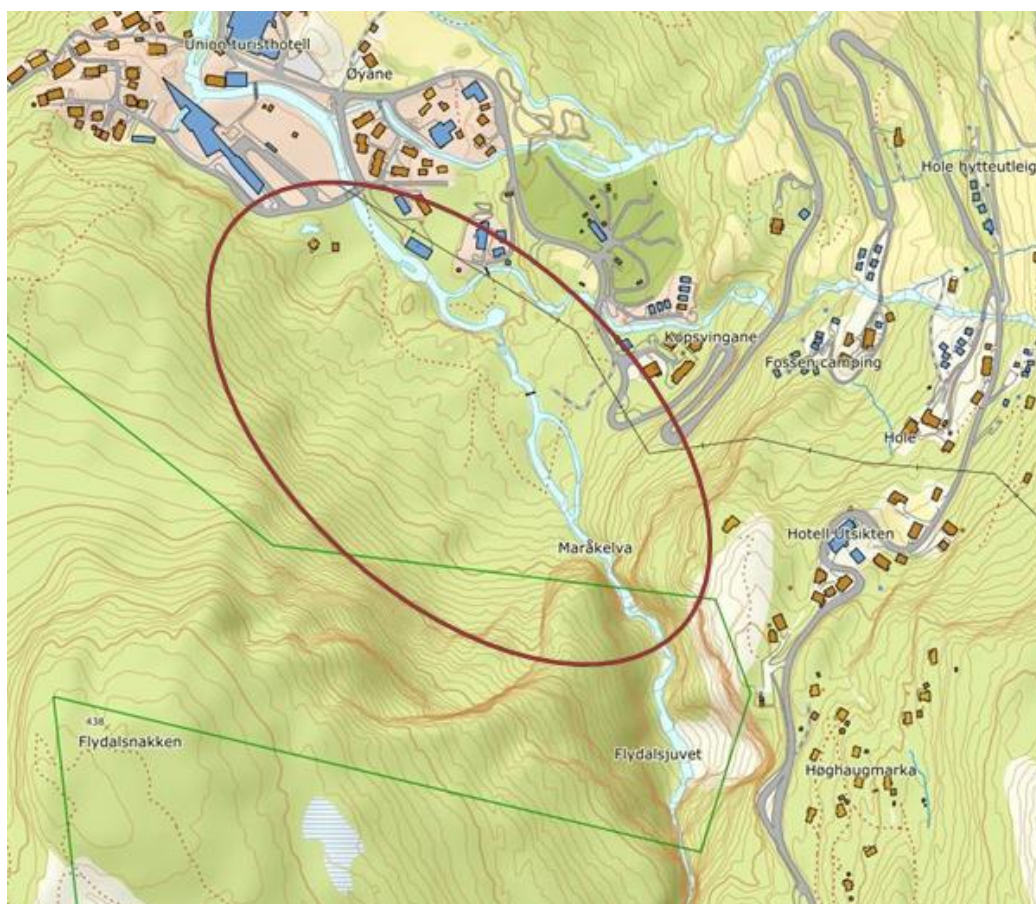 Union turisthotell
Øyane
Hole hytteutleig
Kopsvingane
Fossen camping
Hole
Hotell Utsikten
Maråkelva
438
Flydalsnakken
Flydalsjuvet
Høghaugmarka